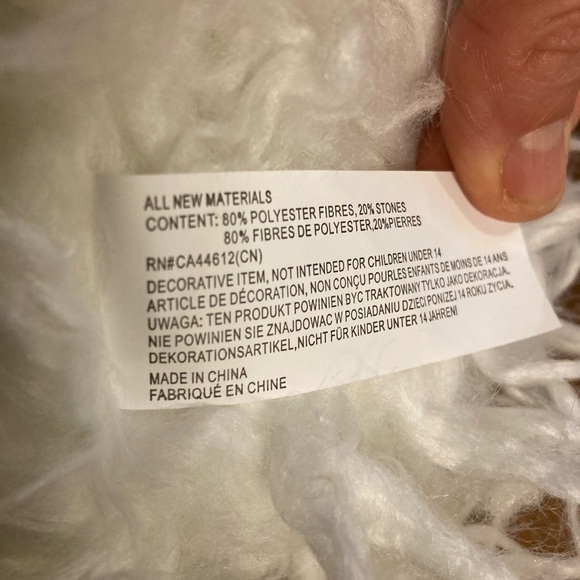 ALL NEW MATERIALS
CONTENT: 80% POLYESTER FIBRES, 20% STONES
80% FIBRES DE POLYESTER,20%PIERRES
RN#CA44612(CN)
DECORATIVE ITEM, NOT INTENDED FOR CHILDREN UNDER 14
ARTICLE DE DÉCORATION, NON CONÇU POURLES ENFANTS DE MOINS DE 14 ANS
UWAGA: TEN PRODUKT POWINIEN BYĆ TRAKTOWANY TYLKO JAKO DEKORACJA.
NIE POWINIEN SIE ZNAJDOWAC W POSIADANIU DZIECI PONIZEJ 14 ROKU ZYCIA.
DEKORATIONSARTIKEL,NICHT FÜR KINDER UNTER 14 JAHREN!
MADE IN CHINA
FABRIQUÉ EN CHINE